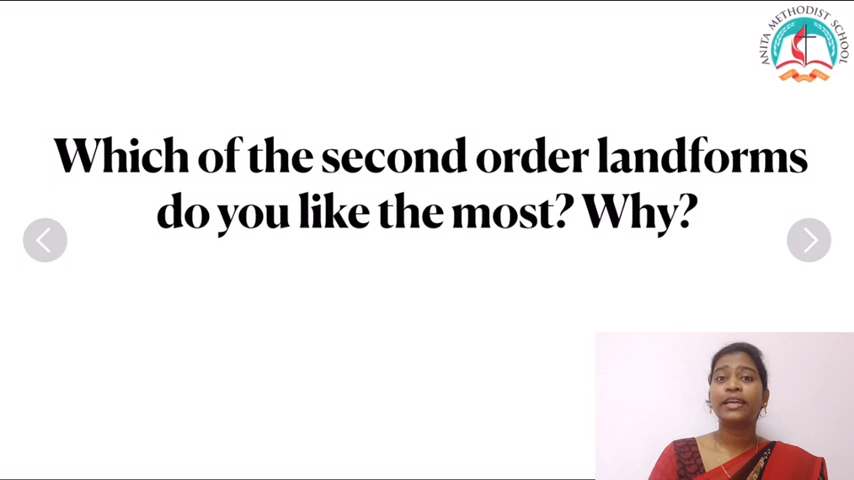 ANITA METHODIST SCHOOL
Which of the second order landforms
do you like the most? Why?